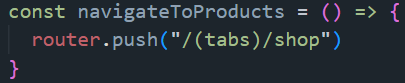 const navigateToProducts = () => {
  router.push("/(tabs)/shop")
}